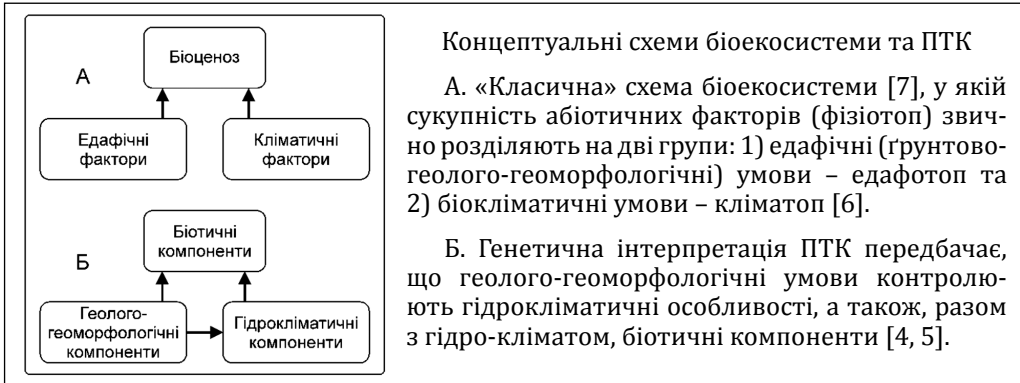 А
Біоценоз
Едафічні
фактори
Кліматичні
фактори
Б
Біотичні
компоненти
Геолого-
геоморфологічні
компоненти
Гідрокліматичні
компоненти
Концептуальні схеми біоекосистеми та ПТК
А. «Класична» схема біоекосистеми [7], у якій
сукупність абіотичних факторів (фізіотоп) звич-
но розділяють на дві групи: 1) едафічні (ґрунтово-
геолого-геоморфологічні) умови – едафотоп та
2) біокліматичні умови – кліматоп [6].
Б. Генетична інтерпретація ПТК передбачає,
що геолого-геоморфологічні умови контролю-
ють гідрокліматичні особливості, а також, разом
з гідро-кліматом, біотичні компоненти [4, 5].